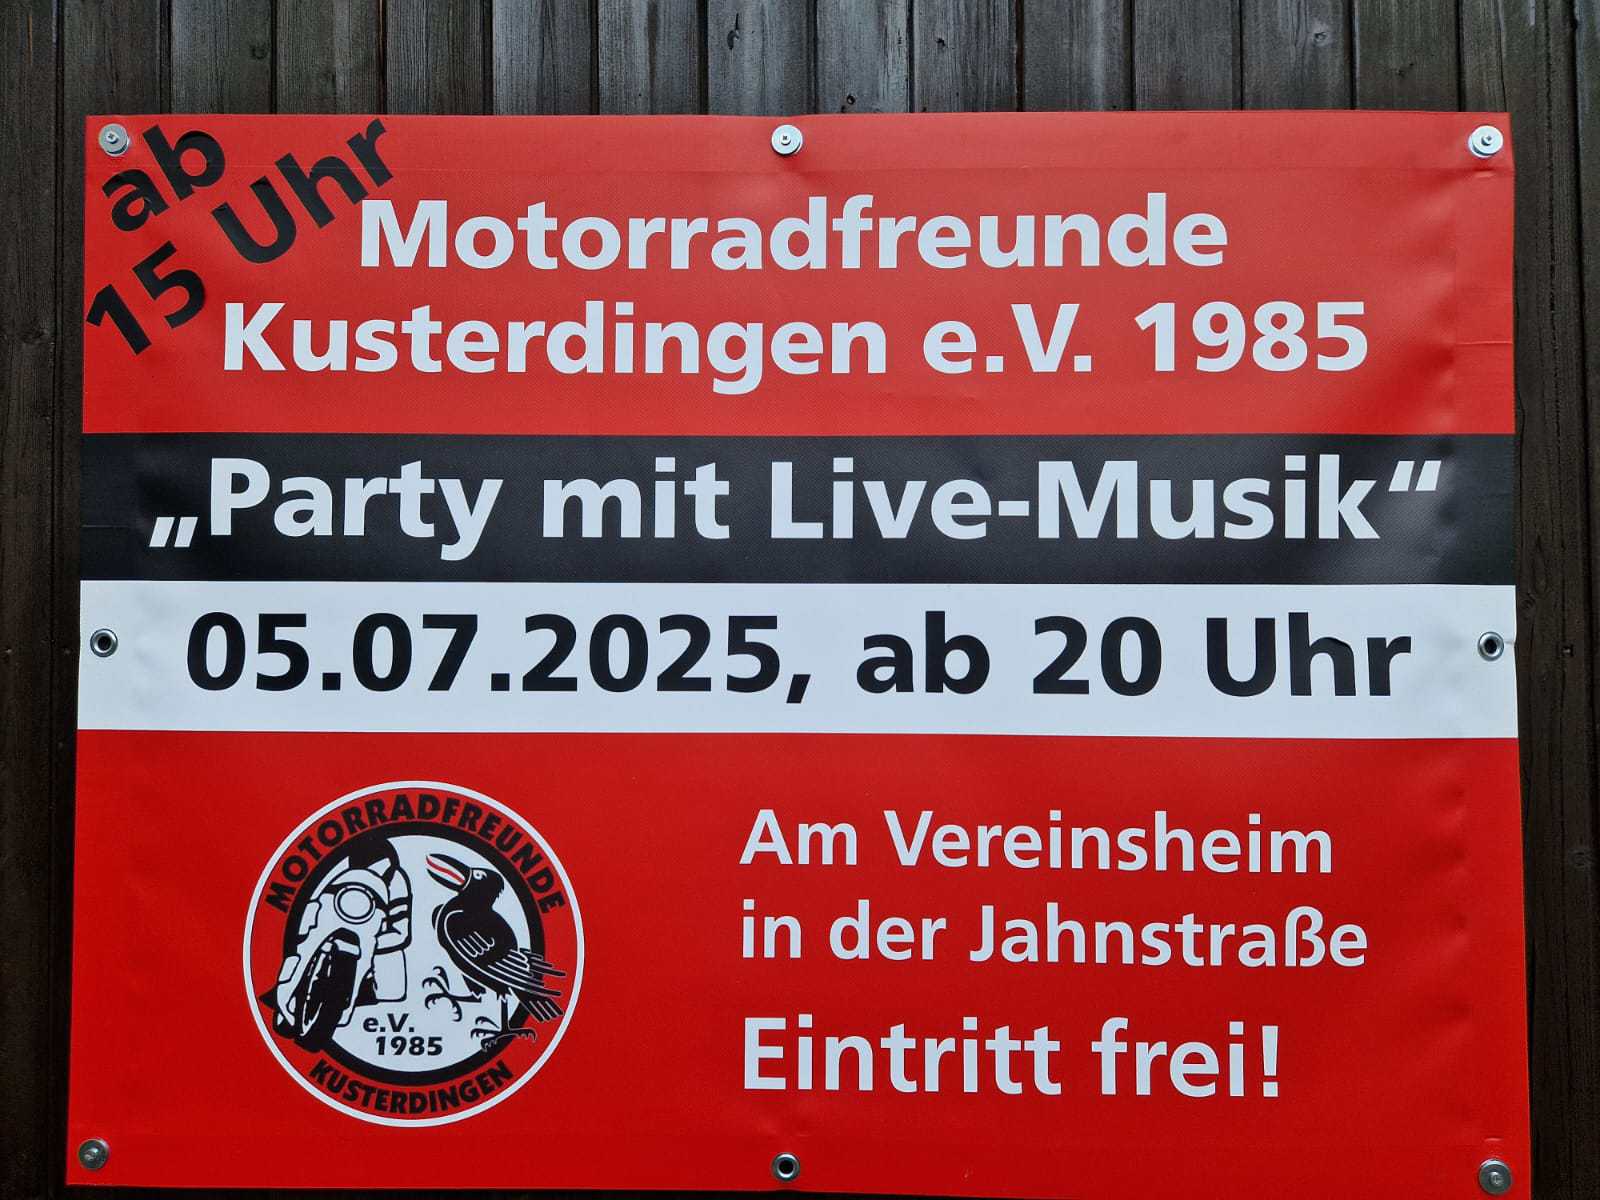 ab
15 Uhr
Motorradfreunde
Kusterdingen e.V. 1985
„Party mit Live-Musik“
05.07.2025, ab 20 Uhr
MOTORRADFREUNDE
e.V.
1985
KUSTERDINGEN
Am Vereinsheim
in der Jahnstraße
Eintritt frei!